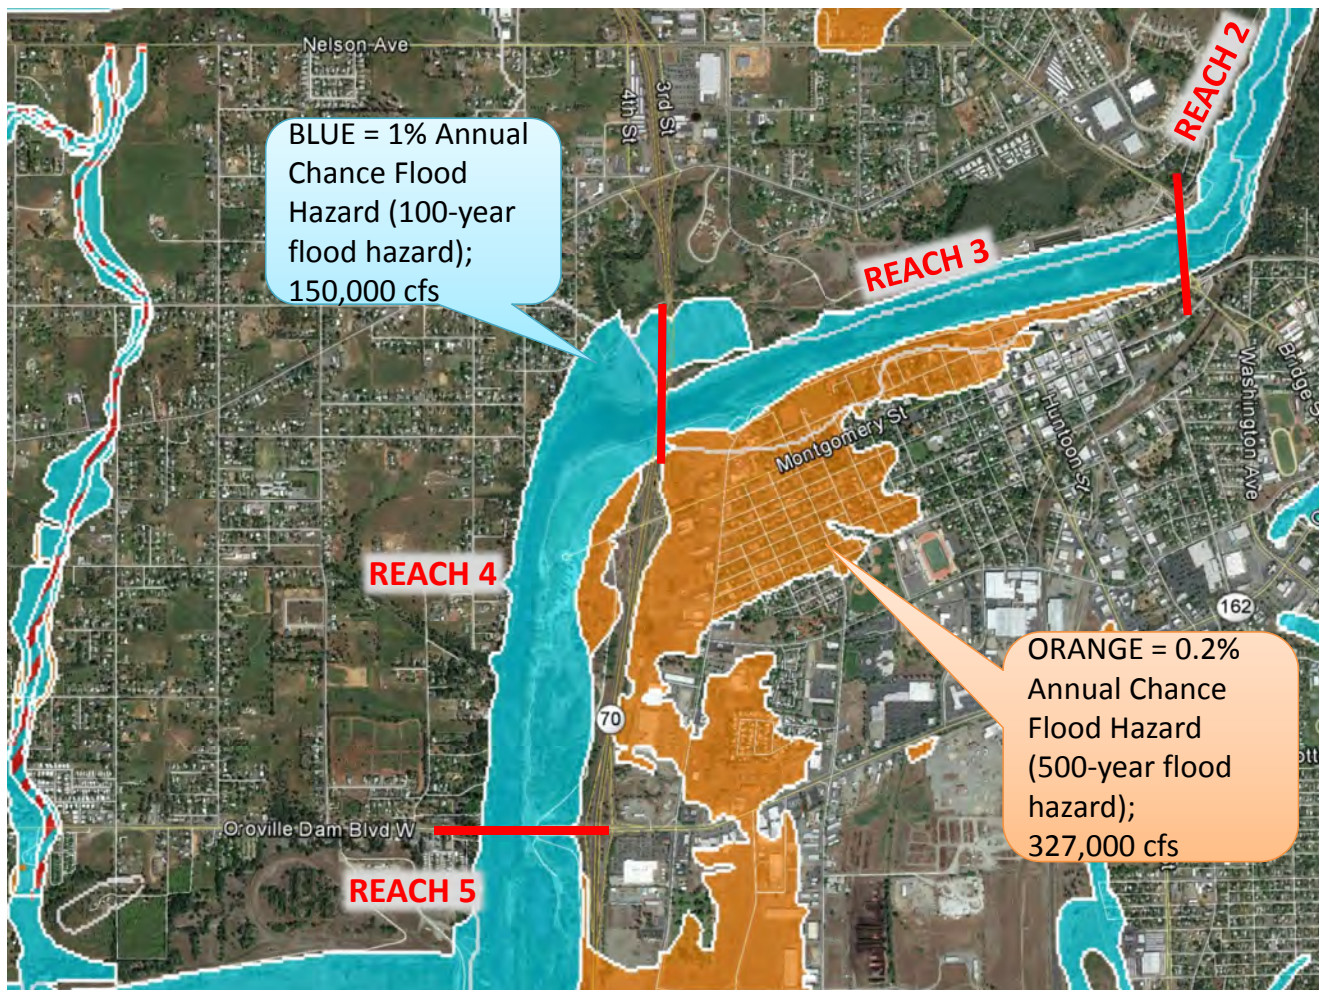 Nelson Ave
4th St
3rd St
REACH 2
BLUE = 1% Annual
Chance Flood
Hazard (100-year
flood hazard);
150,000 cfs
REACH 3
Montgomery St
Huntoon St
Washington Ave
Bridge S
162
REACH 4
70
ORANGE = 0.2%
Annual Chance
Flood Hazard
(500-year flood
hazard);
327,000 cfs
Oroville Dam Blvd W
REACH 5